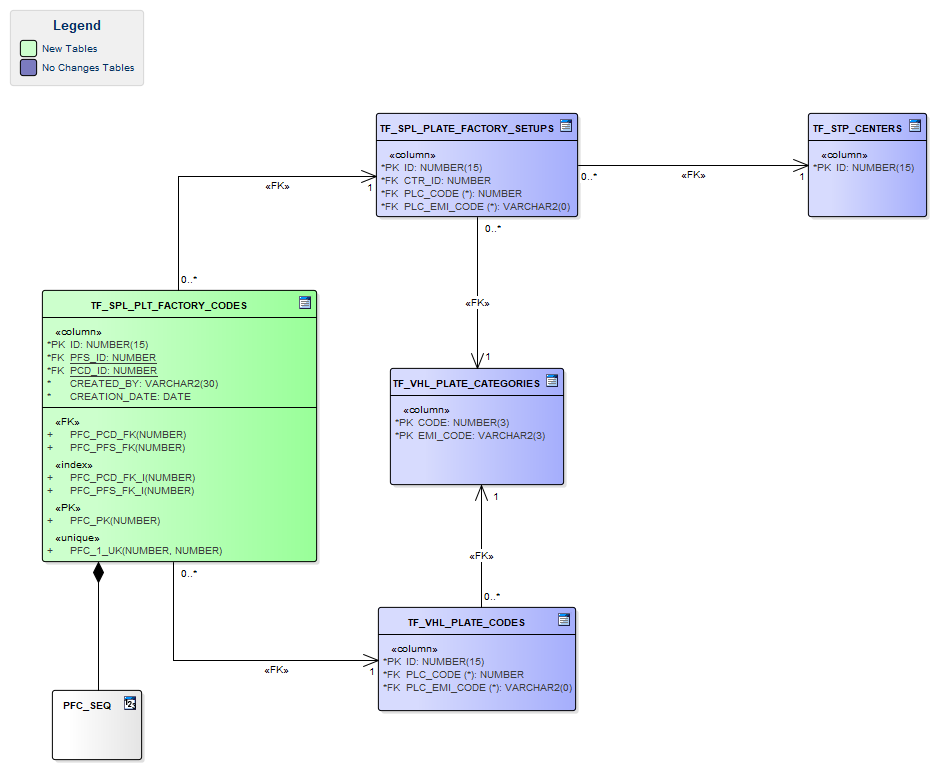 Legend
New Tables
No Changes Tables
TF_SPL_PLATE_FACTORY_SETUPS
«column»
*PK ID: NUMBER(15)
*FK CTR_ID: NUMBER
*FK PLC_CODE (*): NUMBER
*FK PLC_EMI_CODE (*): VARCHAR2(0)
TF_STP_CENTERS
«column»
*PK ID: NUMBER(15)
0..*
«FK»
1
«FK»
1
0..*
0..*
«FK»
1
TF_SPL_PLT_FACTORY_CODES
«column»
*PK ID: NUMBER(15)
*FK PFS_ID: NUMBER
*FK PCD_ID: NUMBER
* CREATED_BY: VARCHAR2(30)
* CREATION_DATE: DATE
«FK»
+ PFC_PCD_FK(NUMBER)
+ PFC_PFS_FK(NUMBER)
«index»
+ PFC_PCD_FK_I(NUMBER)
+ PFC_PFS_FK_I(NUMBER)
«PK»
+ PFC_PK(NUMBER)
«unique»
+ PFC_1_UK(NUMBER, NUMBER)
TF_VHL_PLATE_CATEGORIES
«column»
*PK CODE: NUMBER(3)
*PK EMI_CODE: VARCHAR2(3)
1
«FK»
0..*
0..*
«FK»
1
TF_VHL_PLATE_CODES
«column»
*PK ID: NUMBER(15)
*FK PLC_CODE (*): NUMBER
*FK PLC_EMI_CODE (*): VARCHAR2(0)
PFC_SEQ